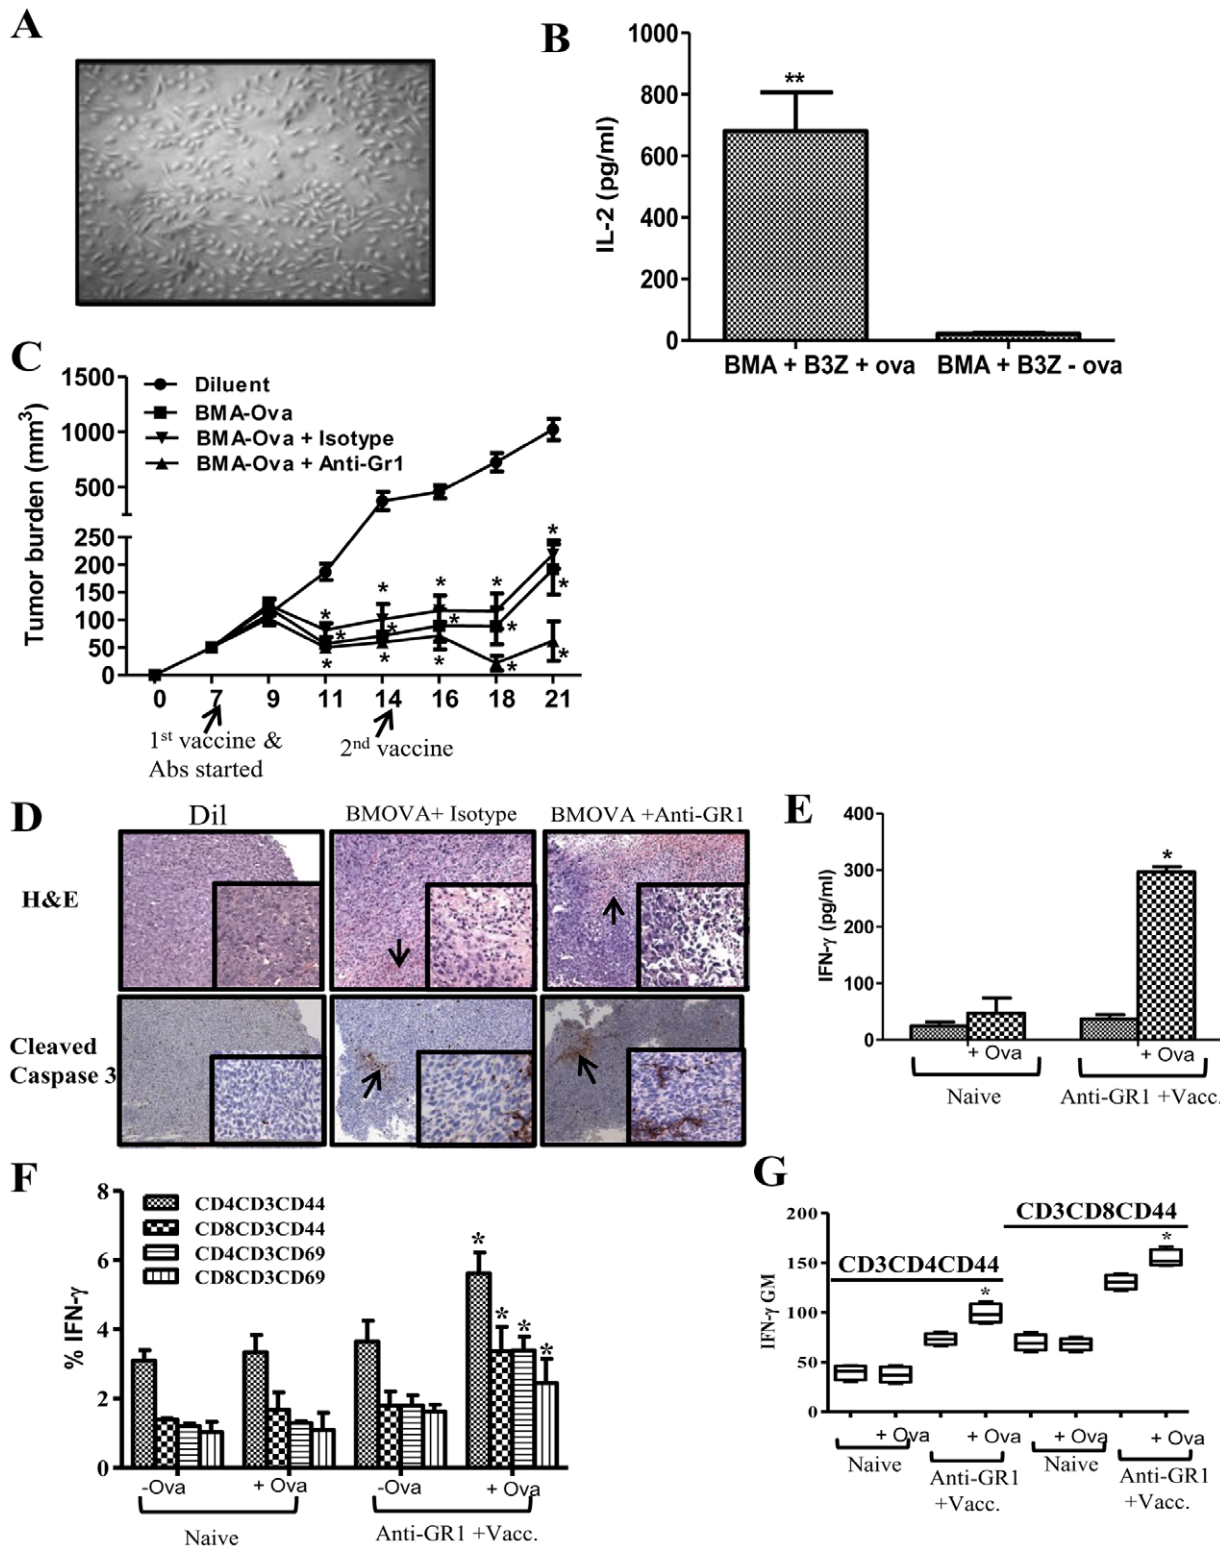 A
B
1000
800
600
400
200
0
IL-2 (pg/ml)
**
BMA + B3Z + ova
BMA + B3Z - ova
C
1500
1000
500
250
200
150
100
50
0
Tumor burden (mm³)
Diluent
BMA-Ova
BMA-Ova + Isotype
BMA-Ova + Anti-Gr1
*
* * *
* * * *
* * * *
* * * *
0 7 9 11 14 16 18 21
1st vaccine &
Abs started
2nd vaccine
D
Dil
BMOVA+ Isotype
BMOVA +Anti-GR1
H&E
Cleaved
Caspase 3
E
400
300
200
100
0
IFN-γ (pg/ml)
*
+ Ova
+ Ova
Naive
Anti-GR1 +Vacc.
F
8
6
4
2
0
% IFN-γ
CD4CD3CD44
CD8CD3CD44
CD4CD3CD69
CD8CD3CD69
*
* *
*
-Ova
+ Ova
-Ova
+ Ova
Naive
Anti-GR1 +Vacc.
G
200
150
100
50
0
IFN-γ GM
CD3CD8CD44
CD3CD4CD44
*
*
+ Ova
+ Ova
+ Ova
+ Ova
Naive
Anti-GR1
+Vacc.
Naive
Anti-GR1
+Vacc.